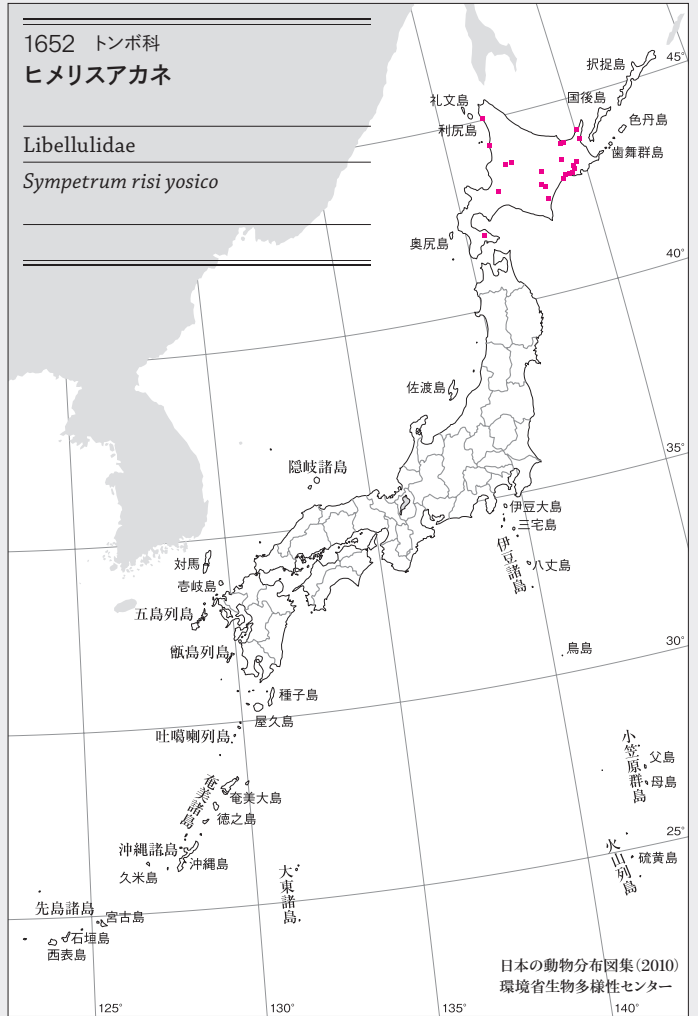 1652 トンボ科
ヒメリスアカネ
Libellulidae
Sympetrum risi yosico
45°
択捉島
礼文島
国後島
利尻島
色丹島
歯舞群島
奥尻島
40°
佐渡島
35°
隠岐諸島
伊豆大島
三宅島
伊豆諸島
八丈島
対馬
壱岐島
五島列島
甑島列島
鳥島
30°
種子島
屋久島
吐噶喇列島
小笠原群島
父島
母島
奄美諸島
奄美大島
徳之島
25°
沖縄諸島
沖縄島
久米島
火山列島
硫黄島
大東諸島
先島諸島
宮古島
石垣島
西表島
日本の動物分布図集(2010)
環境省生物多様性センター
125°
130°
135°
140°